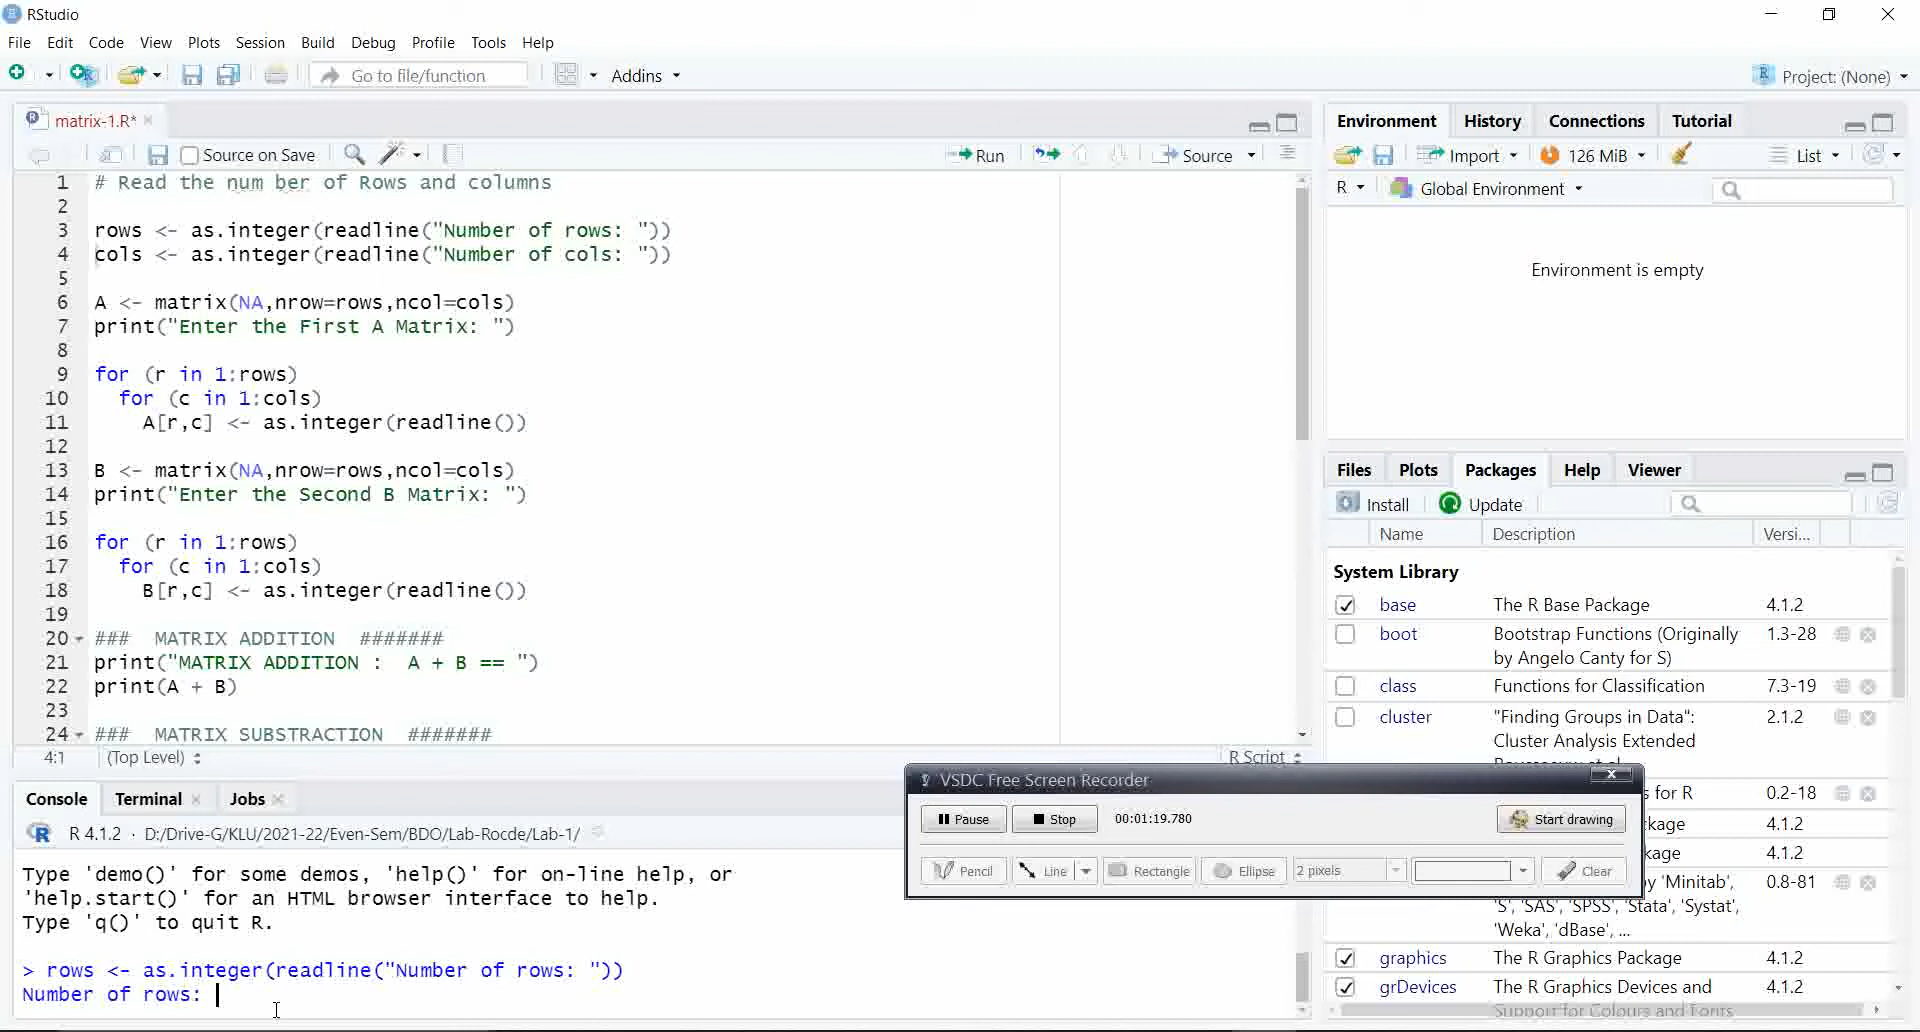 RStudio
File Edit Code View Plots Session Build Debug Profile Tools Help
Go to file/function Addins Project: (None)
matrix-1.R*
Source on Save Run Source
1 # Read the num ber of Rows and columns
2
3 rows <- as.integer(readline("Number of rows: "))
4 cols <- as.integer(readline("Number of cols: "))
5
6 A <- matrix(NA,nrow=rows,ncol=cols)
7 print("Enter the First A Matrix: ")
8
9 for (r in 1:rows)
10 for (c in 1:cols)
11 A[r,c] <- as.integer(readline())
12
13 B <- matrix(NA,nrow=rows,ncol=cols)
14 print("Enter the Second B Matrix: ")
15
16 for (r in 1:rows)
17 for (c in 1:cols)
18 B[r,c] <- as.integer(readline())
19
20 ### MATRIX ADDITION #######
21 print("MATRIX ADDITION : A + B == ")
22 print(A + B)
23
24 ### MATRIX SUBSTRACTION #######
4:1 (Top Level) R Script
Console Terminal Jobs
R 4.1.2 · D:/Drive-G/KLU/2021-22/Even-Sem/BDO/Lab-Rocde/Lab-1/
Type 'demo()' for some demos, 'help()' for on-line help, or
'help.start()' for an HTML browser interface to help.
Type 'q()' to quit R.
> rows <- as.integer(readline("Number of rows: "))
Number of rows:
Environment History Connections Tutorial
Import 126 MiB List
R Global Environment
Environment is empty
Files Plots Packages Help Viewer
Install Update
Name Description Versi...
System Library
base The R Base Package 4.1.2
boot Bootstrap Functions (Originally 1.3-28
by Angelo Canty for S)
class Functions for Classification 7.3-19
cluster "Finding Groups in Data": 2.1.2
Cluster Analysis Extended
s for R 0.2-18
kage 4.1.2
kage 4.1.2
y 'Minitab', 0.8-81
'S', 'SAS', 'SPSS', 'Stata', 'Systat',
'Weka', 'dBase', ...
graphics The R Graphics Package 4.1.2
grDevices The R Graphics Devices and 4.1.2
Support for Colours and Fonts
VSDC Free Screen Recorder
Pause Stop 00:01:19.780 Start drawing
Pencil Line Rectangle Ellipse 2 pixels Clear